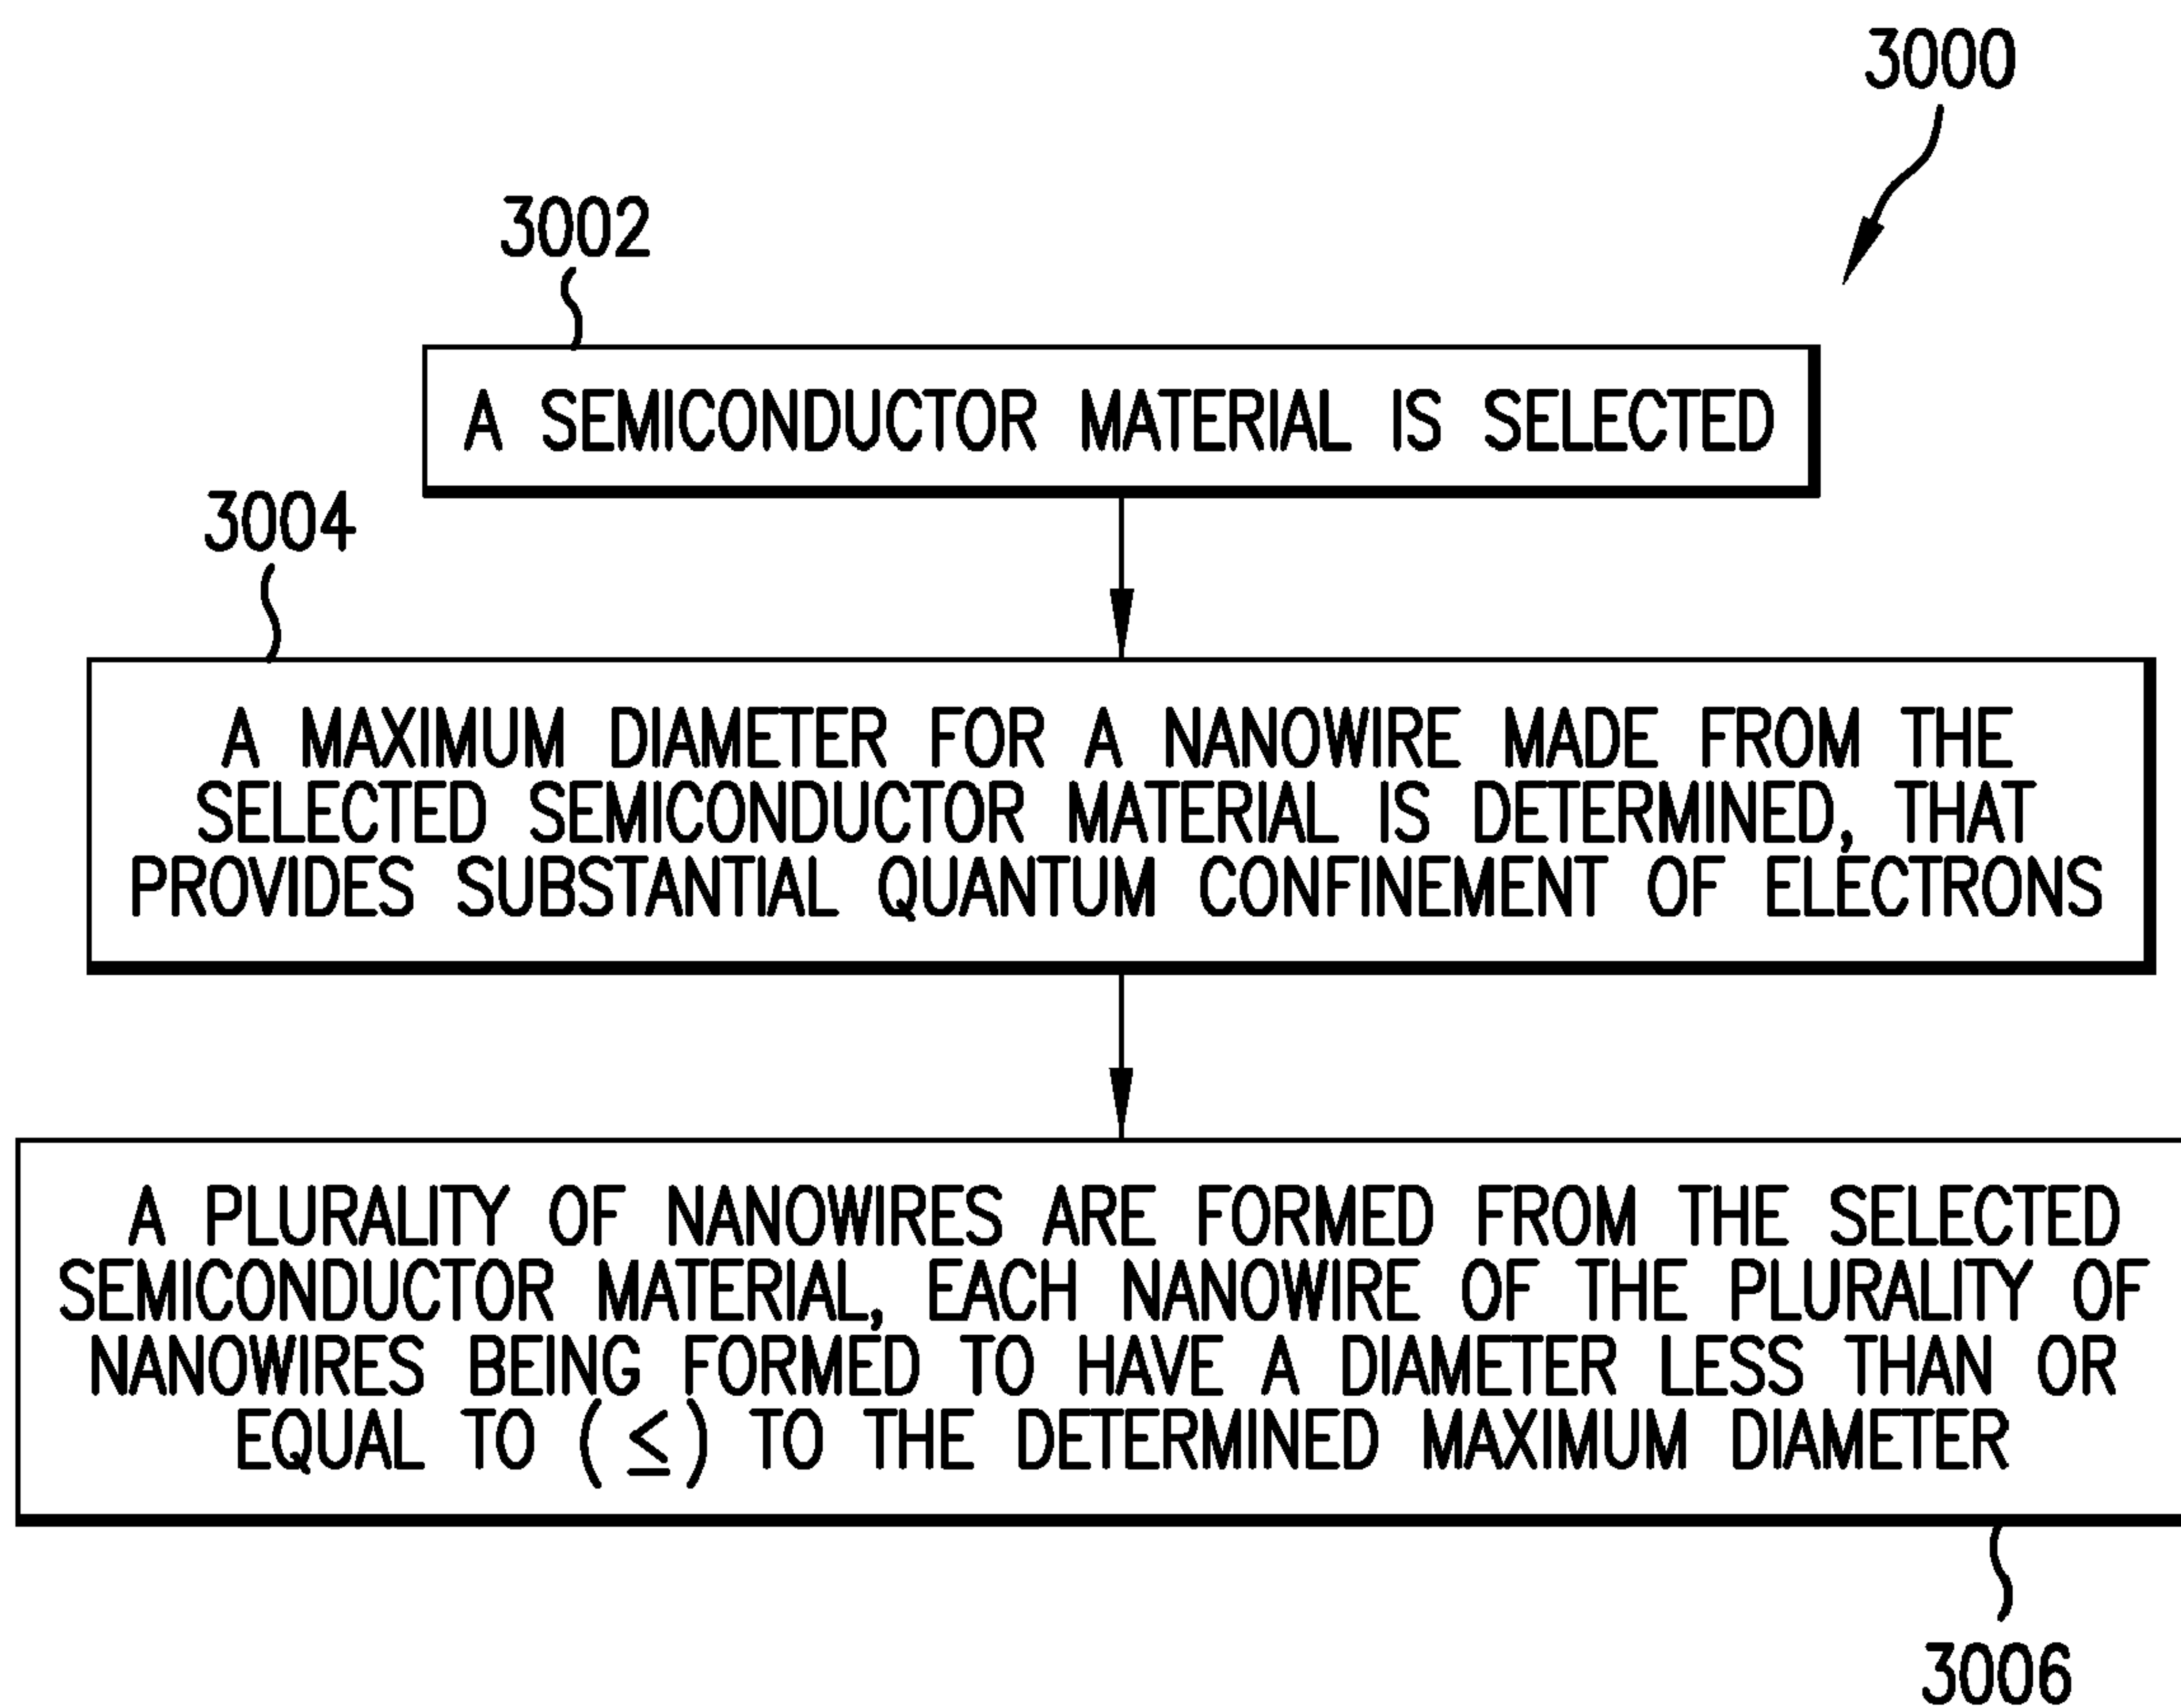 3000
3002
A SEMICONDUCTOR MATERIAL IS SELECTED
3004
A MAXIMUM DIAMETER FOR A NANOWIRE MADE FROM THE
SELECTED SEMICONDUCTOR MATERIAL IS DETERMINED, THAT
PROVIDES SUBSTANTIAL QUANTUM CONFINEMENT OF ELECTRONS
A PLURALITY OF NANOWIRES ARE FORMED FROM THE SELECTED
SEMICONDUCTOR MATERIAL, EACH NANOWIRE OF THE PLURALITY OF
NANOWIRES BEING FORMED TO HAVE A DIAMETER LESS THAN OR
EQUAL TO (≤) TO THE DETERMINED MAXIMUM DIAMETER
3006